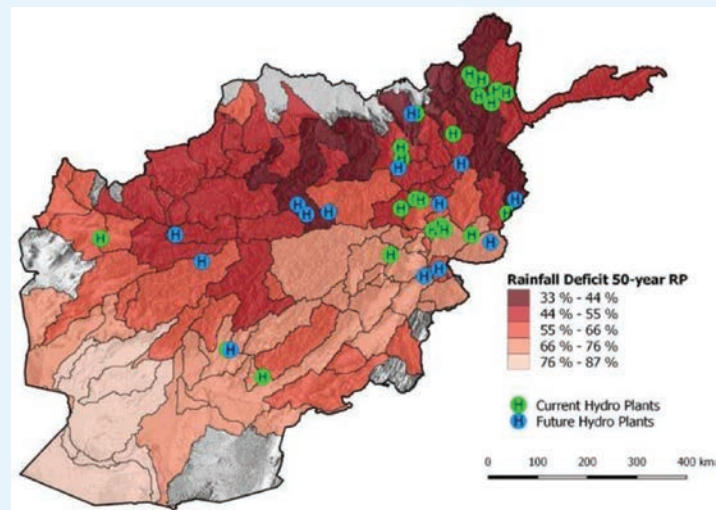 Rainfall Deficit 50-year RP
33 % - 44 %
44 % - 55 %
55 % - 66 %
66 % - 76 %
76 % - 87 %
H Current Hydro Plants
H Future Hydro Plants
0 100 200 300 400 km